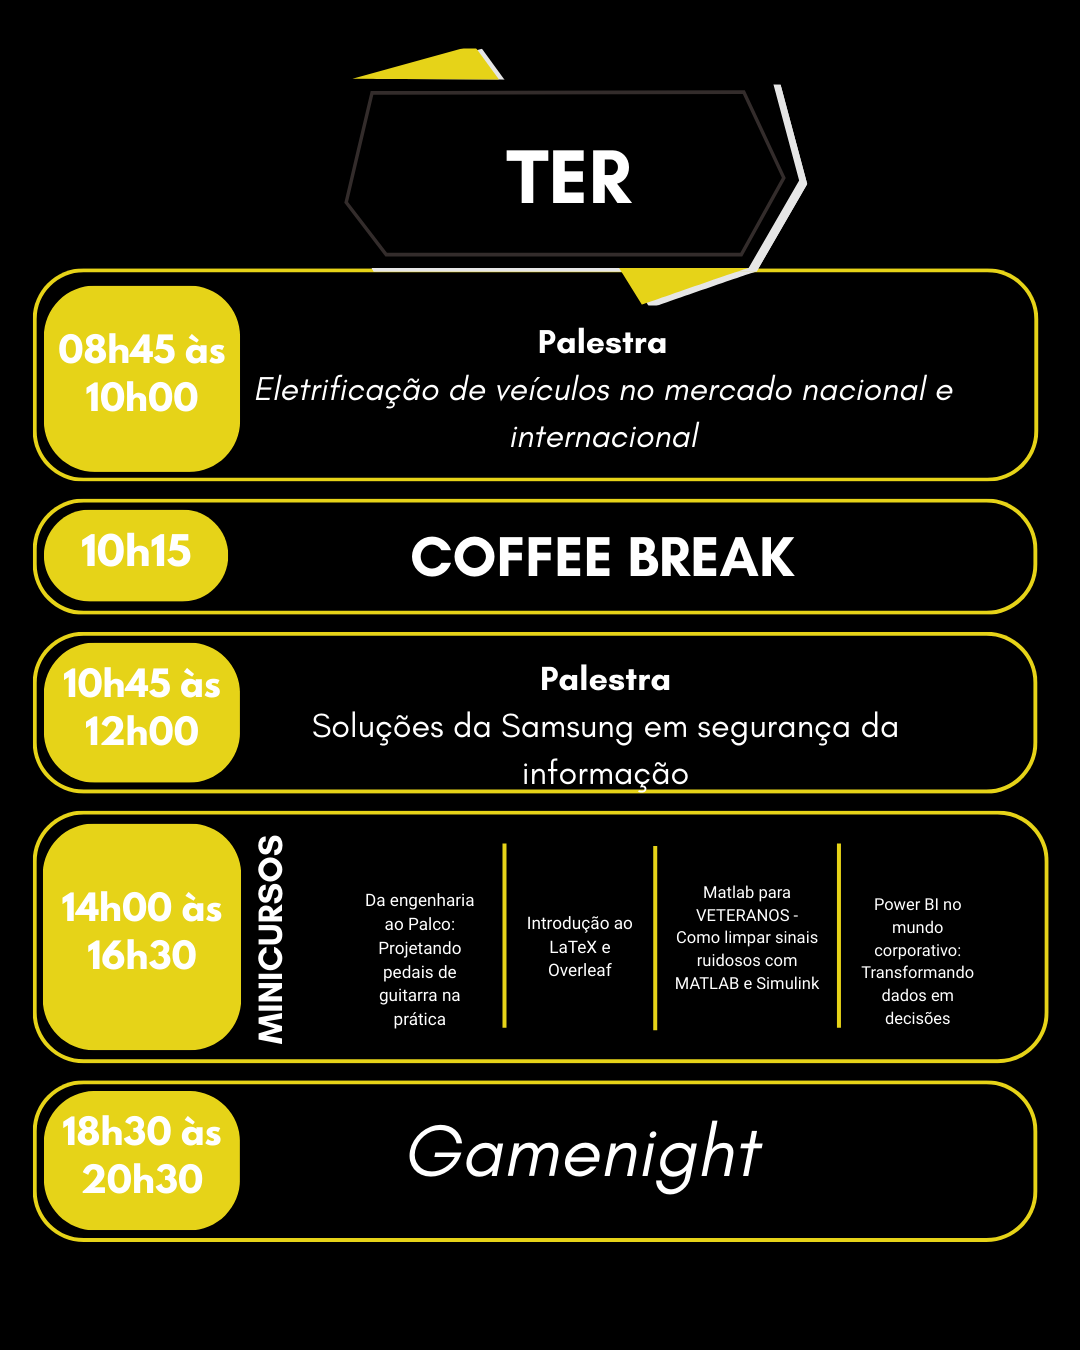 TER
08h45 às
10h00
Palestra
Eletrificação de veículos no mercado nacional e
internacional
10h15
COFFEE BREAK
10h45 às
12h00
Palestra
Soluções da Samsung em segurança da
informação
14h00 às
16h30
MINICURSOS
Da engenharia
ao Palco:
Projetando
pedais de
guitarra na
prática
Introdução ao
LaTeX e
Overleaf
Matlab para
VETERANOS -
Como limpar sinais
ruidosos com
MATLAB e Simulink
Power BI no
mundo
corporativo:
Transformando
dados em
decisões
18h30 às
20h30
Gamenight